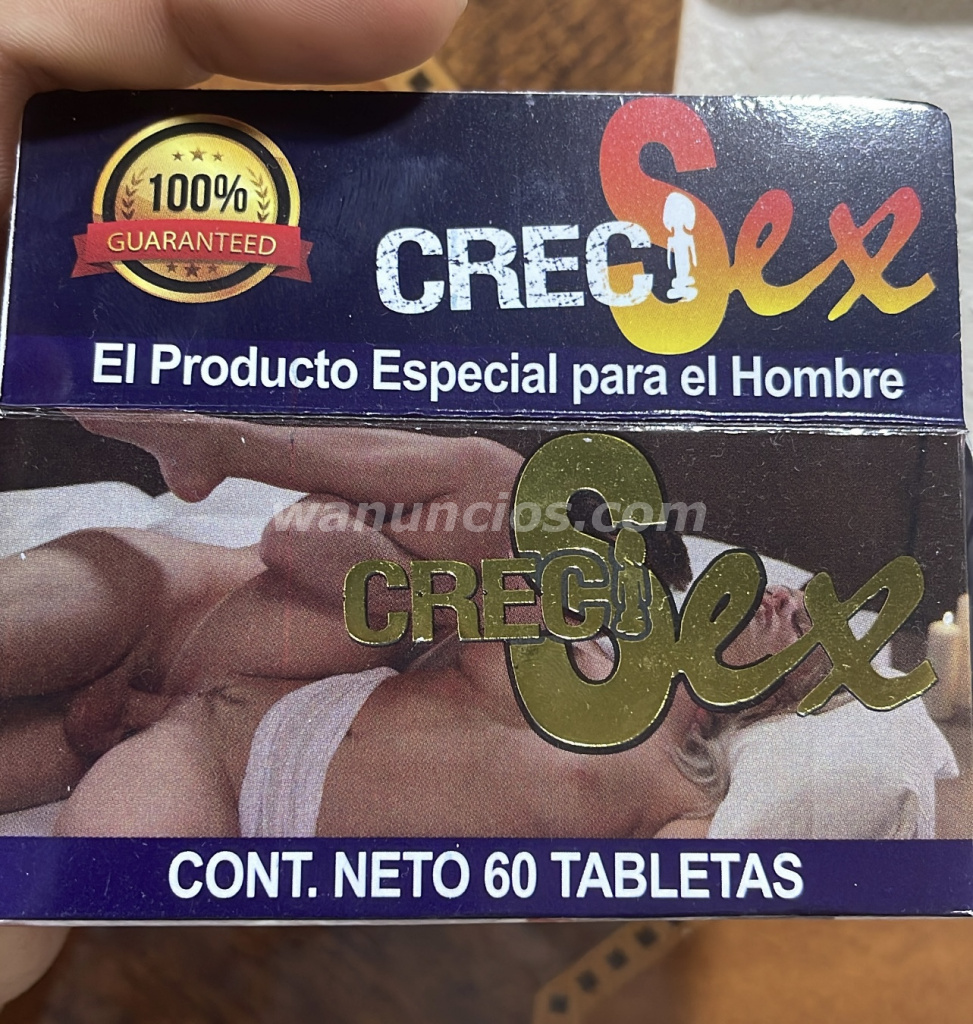 100%
GUARANTEED
CRECiSex
El Producto Especial para el Hombre
wanuncios.com
CRECiSex
CONT. NETO 60 TABLETAS